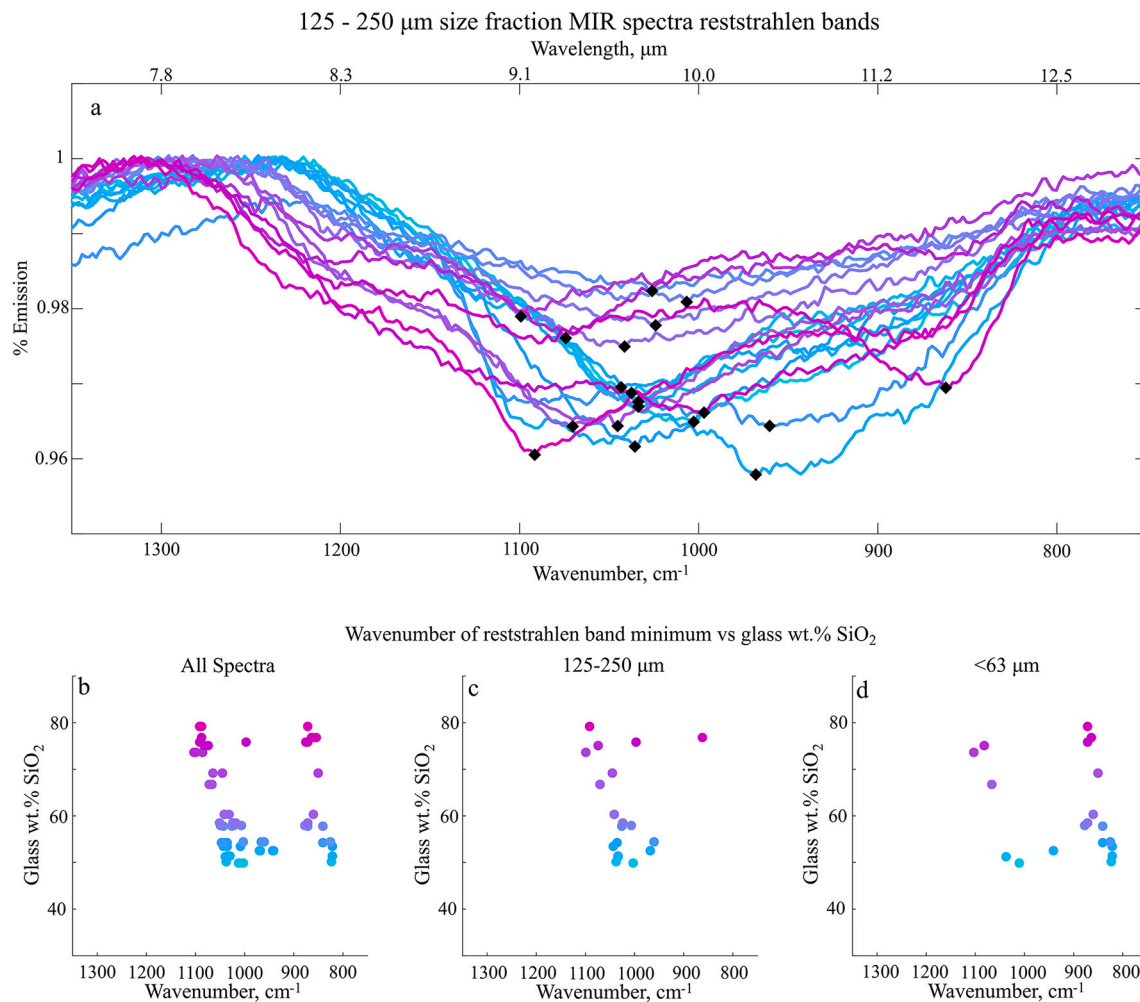 125 - 250 μm size fraction MIR spectra reststrahlen bands
Wavelength, μm
7.8 8.3 9.1 10.0 11.2 12.5
a
1
0.98
0.96
% Emission
1300 1200 1100 1000 900 800
Wavenumber, cm⁻¹
Wavenumber of reststrahlen band minimum vs glass wt.% SiO₂
All Spectra 125-250 μm <63 μm
b c d
80 80 80
60 60 60
40 40 40
Glass wt.% SiO₂ Glass wt.% SiO₂ Glass wt.% SiO₂
1300 1200 1100 1000 900 800 1300 1200 1100 1000 900 800 1300 1200 1100 1000 900 800
Wavenumber, cm⁻¹ Wavenumber, cm⁻¹ Wavenumber, cm⁻¹